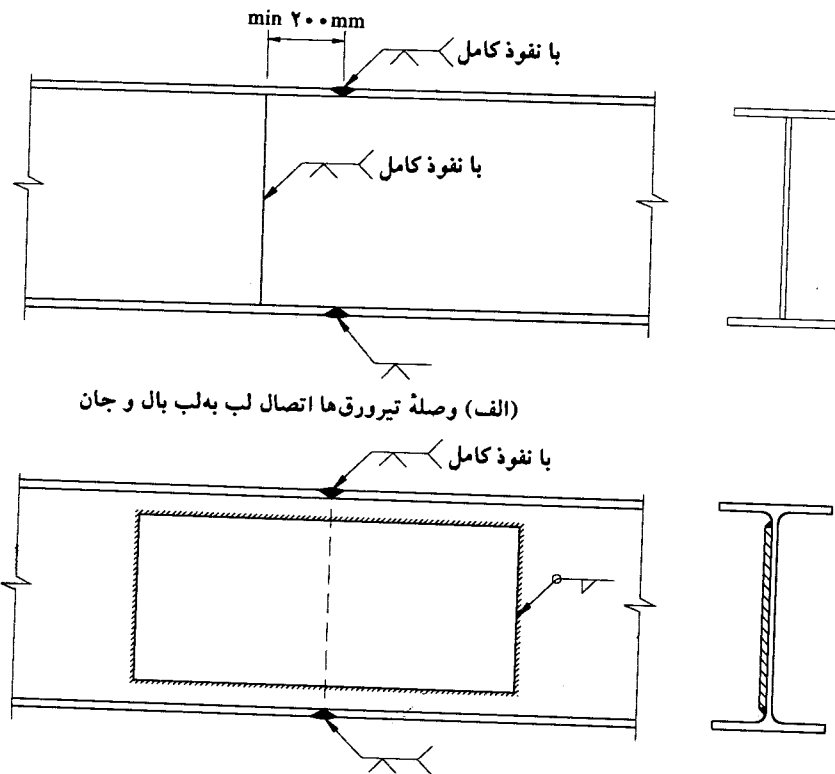 min ۲۰۰mm
با نفوذ کامل
با نفوذ کامل
(الف) وصلهٔ تیرورق‌ها اتصال لب به‌لب بال و جان
با نفوذ کامل